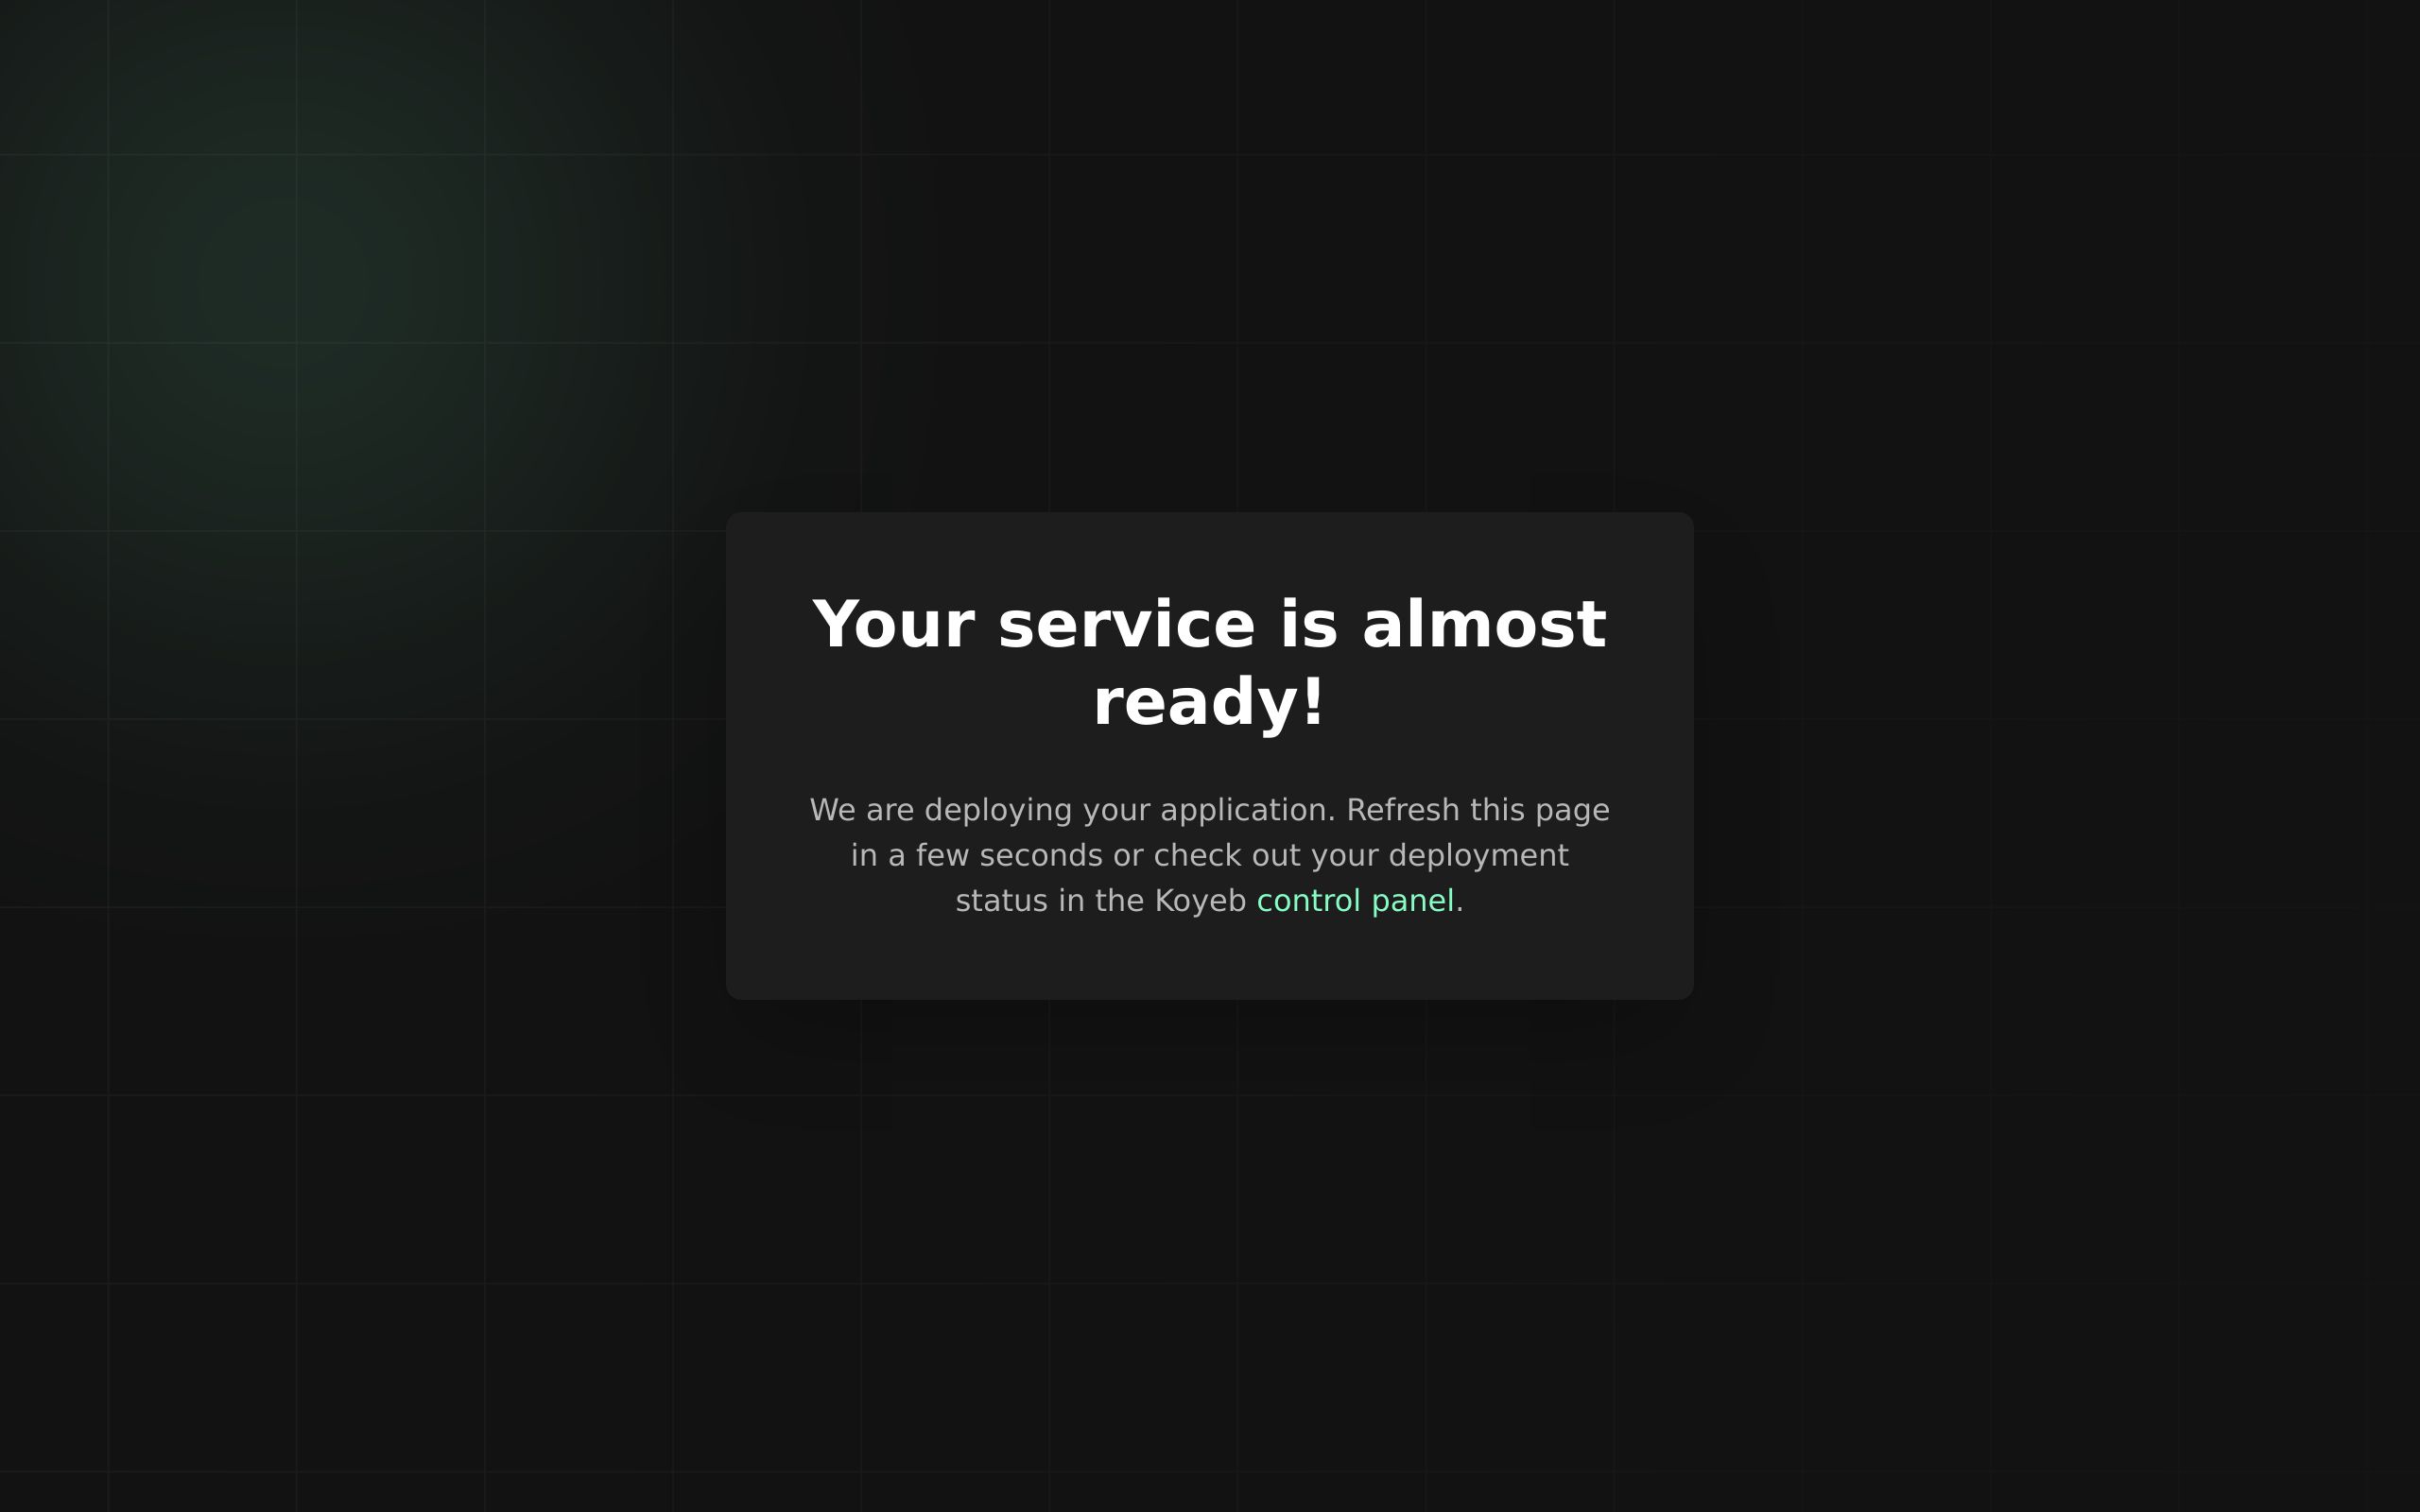 Your service is almost
ready!
We are deploying your application. Refresh this page
in a few seconds or check out your deployment
status in the Koyeb control panel.